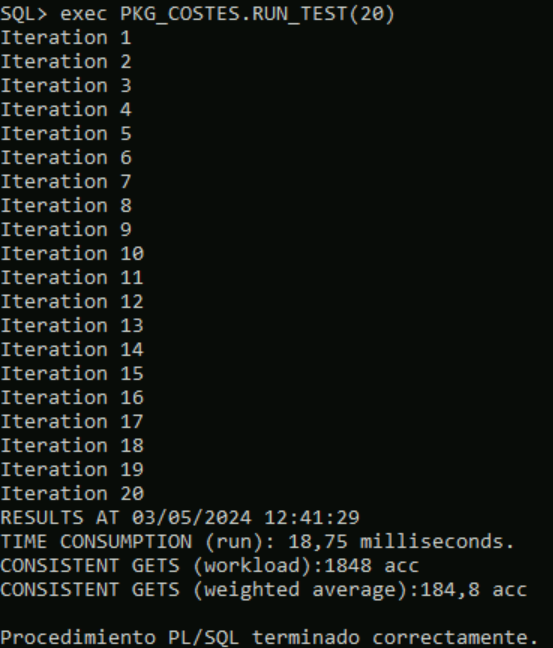 SQL> exec PKG_COSTES.RUN_TEST(20)
Iteration 1
Iteration 2
Iteration 3
Iteration 4
Iteration 5
Iteration 6
Iteration 7
Iteration 8
Iteration 9
Iteration 10
Iteration 11
Iteration 12
Iteration 13
Iteration 14
Iteration 15
Iteration 16
Iteration 17
Iteration 18
Iteration 19
Iteration 20
RESULTS AT 03/05/2024 12:41:29
TIME CONSUMPTION (run): 18,75 milliseconds.
CONSISTENT GETS (workload):1848 acc
CONSISTENT GETS (weighted average):184,8 acc
Procedimiento PL/SQL terminado correctamente.